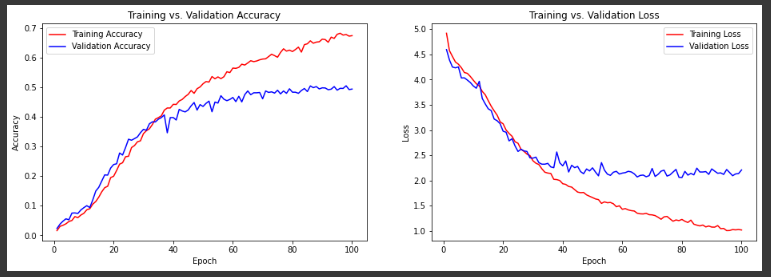 Training vs. Validation Accuracy
Training Accuracy
Validation Accuracy
0.7
0.6
0.5
0.4
0.3
0.2
0.1
0.0
Accuracy
0
20
40
60
80
100
Epoch
Training vs. Validation Loss
Training Loss
Validation Loss
5.0
4.5
4.0
3.5
3.0
2.5
2.0
1.5
1.0
Loss
0
20
40
60
80
100
Epoch